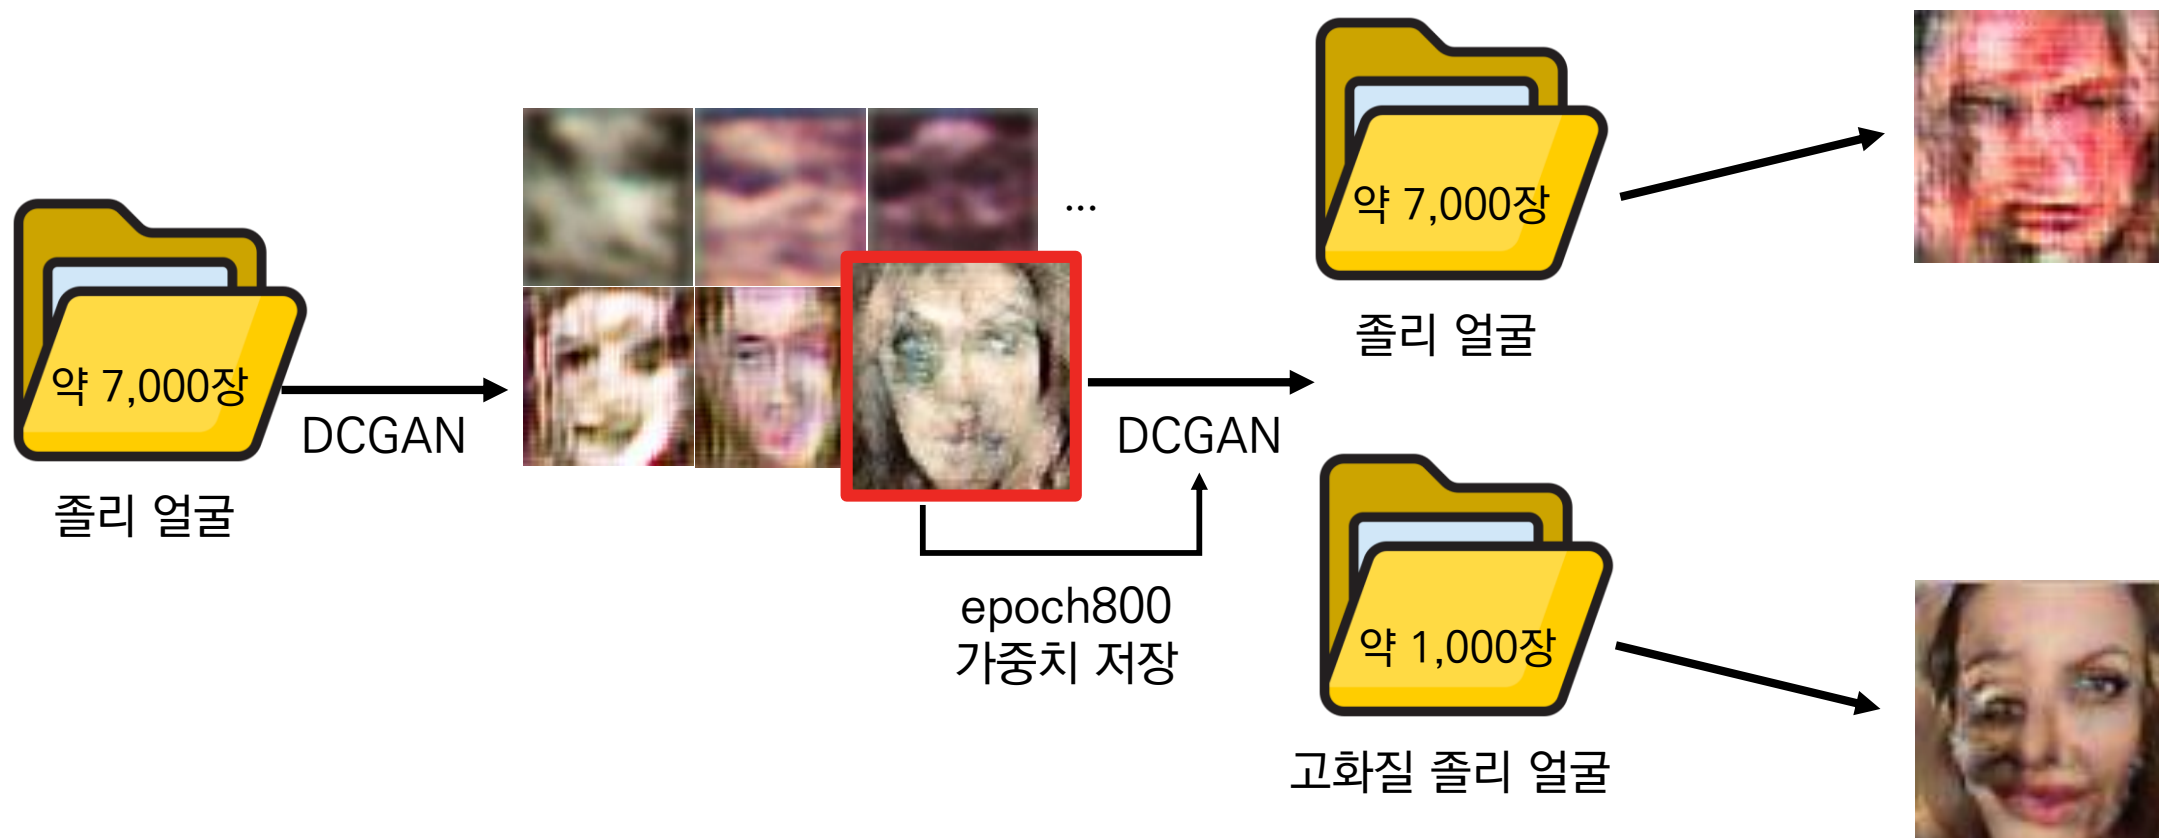 약 7,000장
졸리 얼굴
DCGAN
...
epoch800
가중치 저장
DCGAN
약 7,000장
졸리 얼굴
약 1,000장
고화질 졸리 얼굴